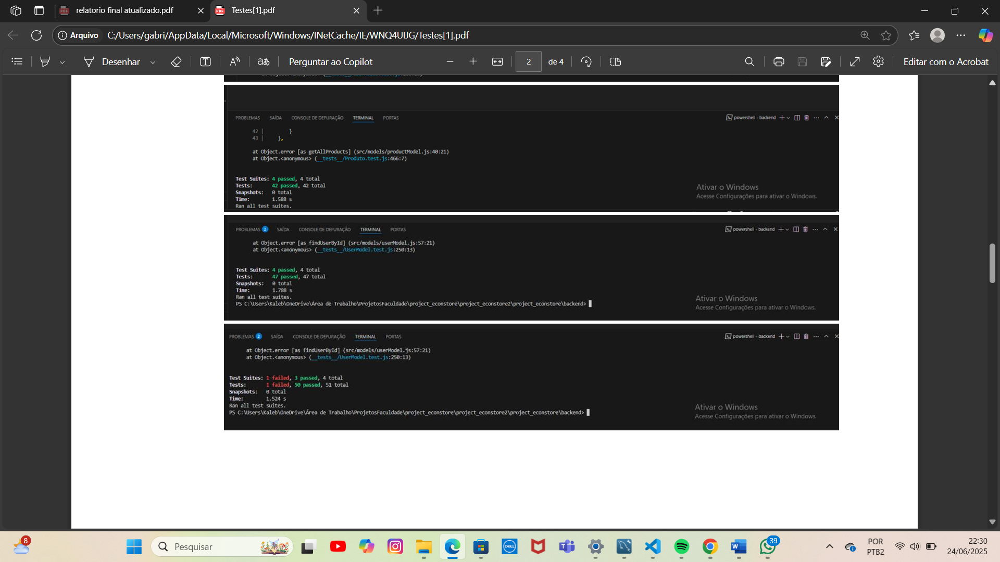 relatorio final atualizado.pdf
Testes[1].pdf
Arquivo
C:/Users/gabri/AppData/Local/Microsoft/Windows/INetCache/IE/WNQ4UIJG/Testes[1].pdf
Desenhar
Perguntar ao Copilot
2 de 4
Editar com o Acrobat
PROBLEMAS SAÍDA CONSOLE DE DEPURAÇÃO TERMINAL PORTAS
powershell - backend
42 | }
43 | },
at Object.error [as getAllProducts] (src/models/productModel.js:40:21)
at Object.<anonymous> (__tests__/Produto.test.js:466:7)
Test Suites: 4 passed, 4 total
Tests: 42 passed, 42 total
Snapshots: 0 total
Time: 1.588 s
Ran all test suites.
Ativar o Windows
Acesse Configurações para ativar o Windows.
PROBLEMAS 2 SAÍDA CONSOLE DE DEPURAÇÃO TERMINAL PORTAS
powershell - backend
at Object.error [as findUserById] (src/models/userModel.js:57:21)
at Object.<anonymous> (__tests__/UserModel.test.js:250:13)
Test Suites: 4 passed, 4 total
Tests: 47 passed, 47 total
Snapshots: 0 total
Time: 1.788 s
Ran all test suites.
PS C:\Users\Kaleb\OneDrive\Área de Trabalho\ProjetosFaculdade\project_econstore\project_econstore2\project_econstore\backend>
Ativar o Windows
Acesse Configurações para ativar o Windows.
PROBLEMAS 2 SAÍDA CONSOLE DE DEPURAÇÃO TERMINAL PORTAS
powershell - backend
at Object.error [as findUserById] (src/models/userModel.js:57:21)
at Object.<anonymous> (__tests__/UserModel.test.js:250:13)
Test Suites: 1 failed, 3 passed, 4 total
Tests: 1 failed, 50 passed, 51 total
Snapshots: 0 total
Time: 1.524 s
Ran all test suites.
PS C:\Users\Kaleb\OneDrive\Área de Trabalho\ProjetosFaculdade\project_econstore\project_econstore2\project_econstore\backend>
Ativar o Windows
Acesse Configurações para ativar o Windows.
8
Pesquisar
DELL
39
POR
PTB2
22:30
24/06/2025